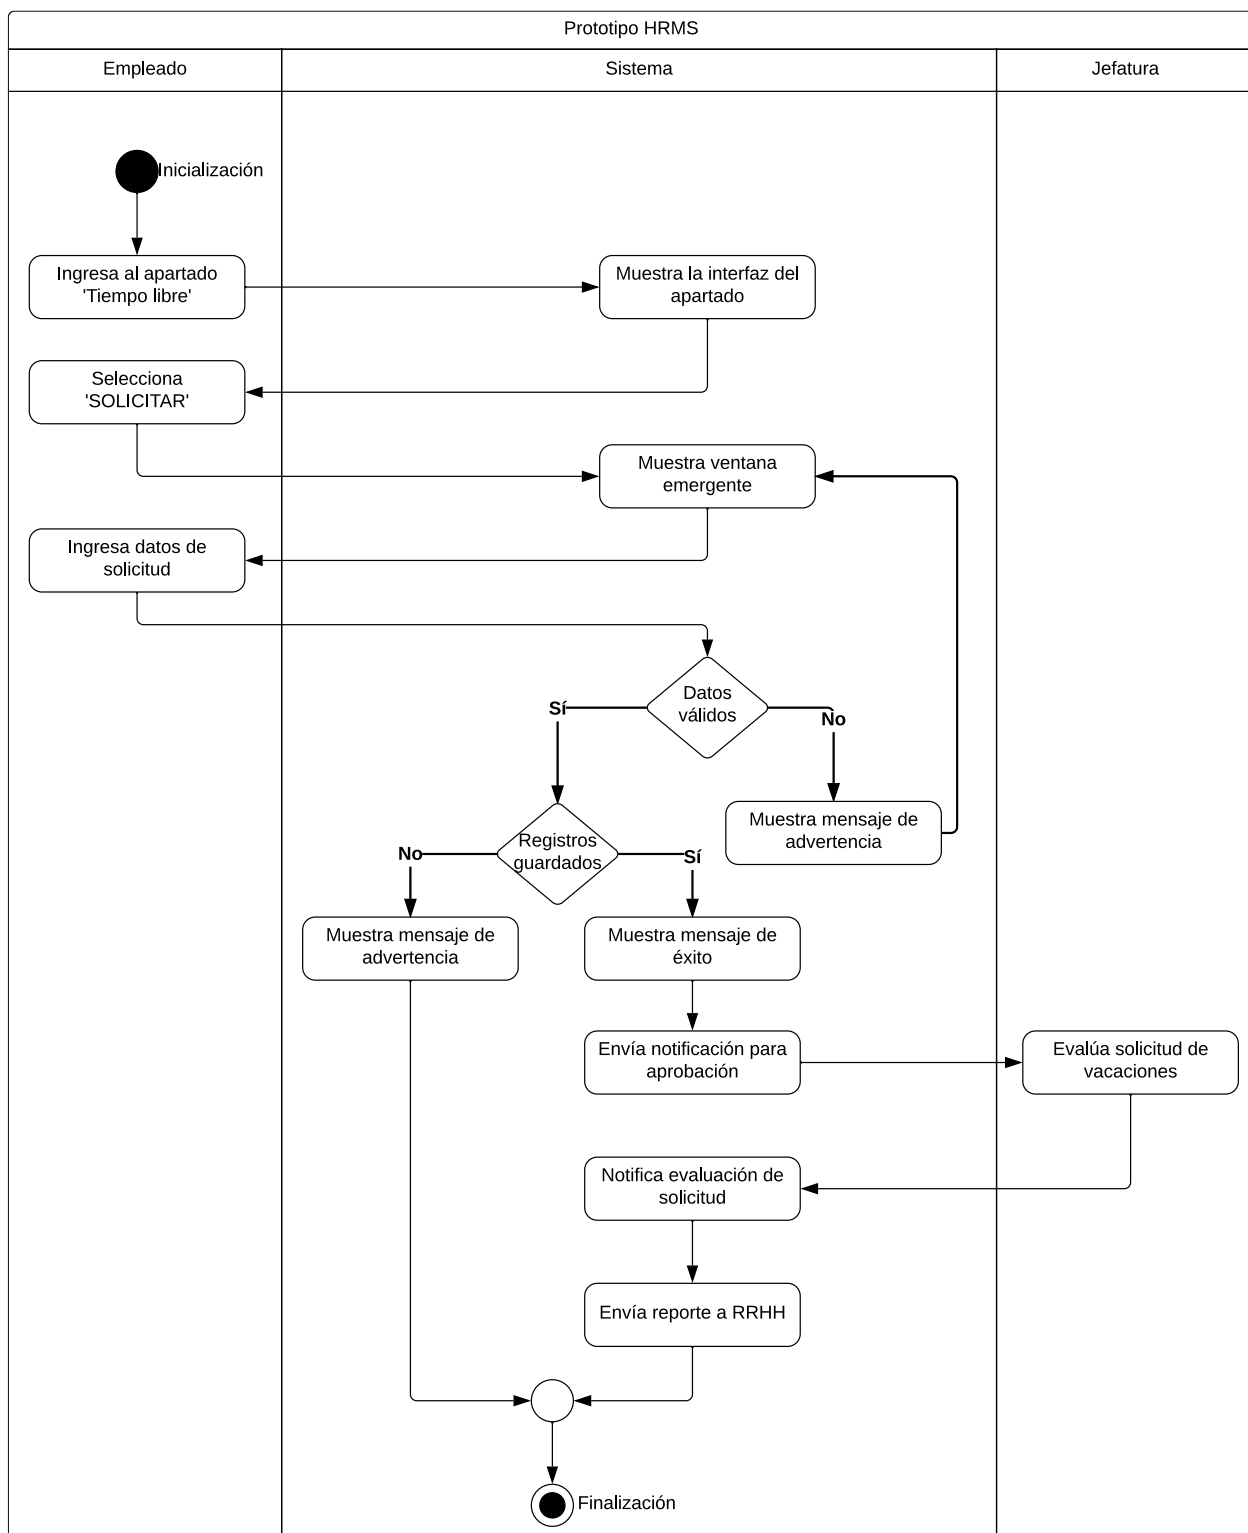 Prototipo HRMS
Empleado
Sistema
Jefatura
Inicialización
Ingresa al apartado
'Tiempo libre'
Muestra la interfaz del
apartado
Selecciona
'SOLICITAR'
Muestra ventana
emergente
Ingresa datos de
solicitud
Datos
válidos
Sí
No
Muestra mensaje de
advertencia
Registros
guardados
No
Sí
Muestra mensaje de
advertencia
Muestra mensaje de
éxito
Envía notificación para
aprobación
Evalúa solicitud de
vacaciones
Notifica evaluación de
solicitud
Envía reporte a RRHH
Finalización